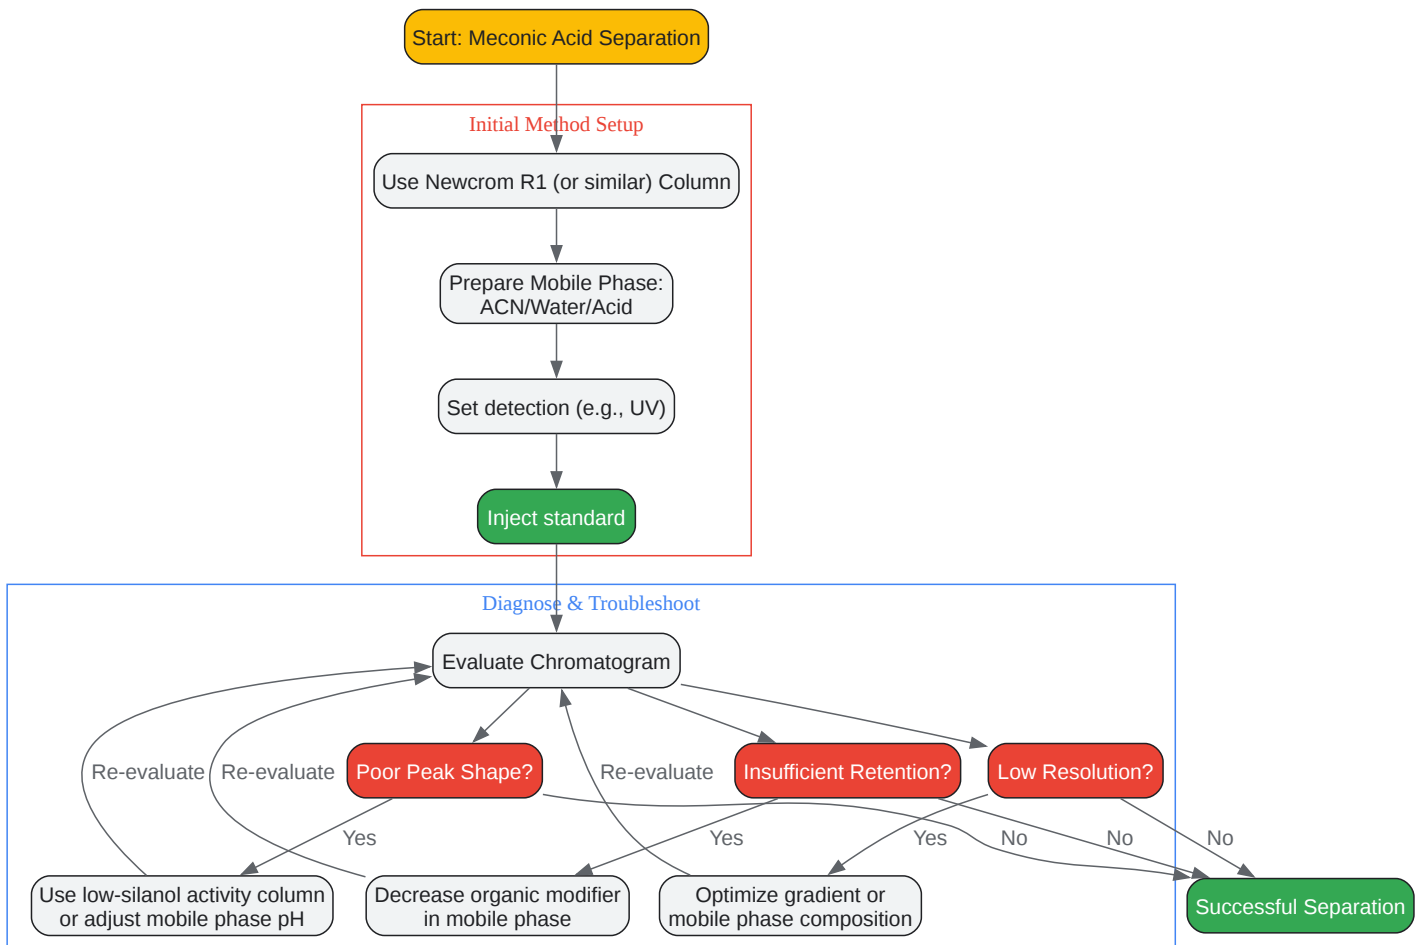 Start: Meconic Acid Separation
Initial Method Setup
Use Newcrom R1 (or similar) Column
Prepare Mobile Phase:
ACN/Water/Acid
Set detection (e.g., UV)
Inject standard
Diagnose & Troubleshoot
Evaluate Chromatogram
Re-evaluate
Re-evaluate
Poor Peak Shape?
Re-evaluate
Insufficient Retention?
Low Resolution?
Yes
Yes
Yes
No
No
No
Use low-silanol activity column
or adjust mobile phase pH
Decrease organic modifier
in mobile phase
Optimize gradient or
mobile phase composition
Successful Separation